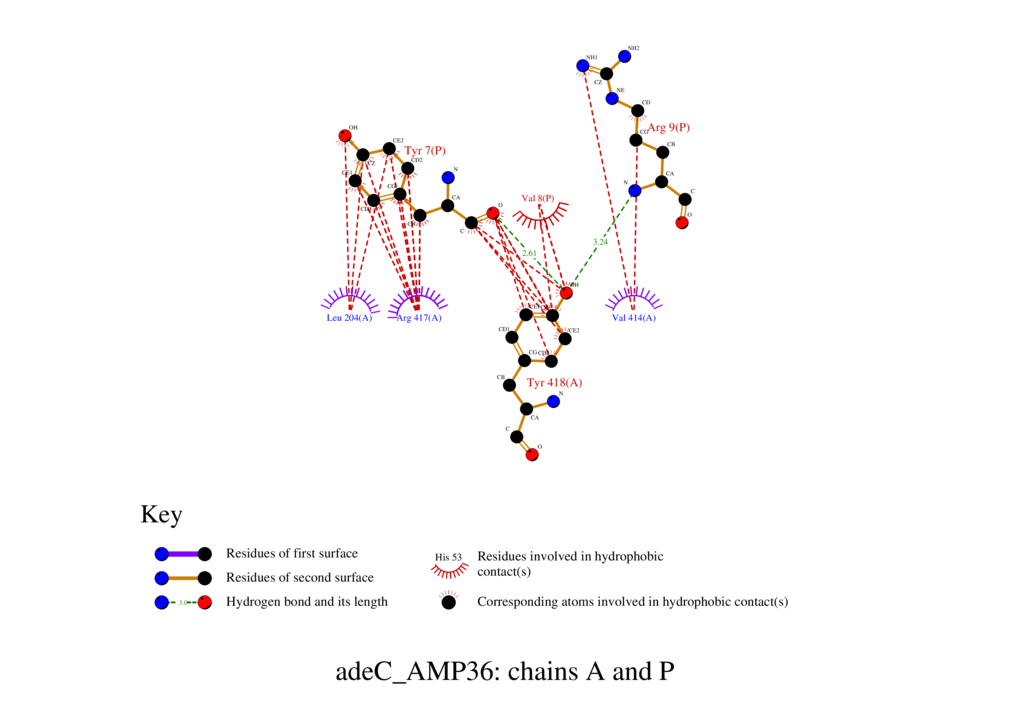 NH2
NH1
CZ
NE
CD
CG
Arg 9(P)
OH
CE2
Tyr 7(P)
CD2
CZ
CB
CE1
N
CA
N
CA
C
Val 8(P)
O
C
O
2.61
3.24
OH
Leu 204(A)
Arg 417(A)
Val 414(A)
CD1
CE2
CG
CB
Tyr 418(A)
N
CA
C
O
Key
Residues of first surface
Residues of second surface
Hydrogen bond and its length
His 53
Residues involved in hydrophobic
contact(s)
Corresponding atoms involved in hydrophobic contact(s)
adeC_AMP36: chains A and P